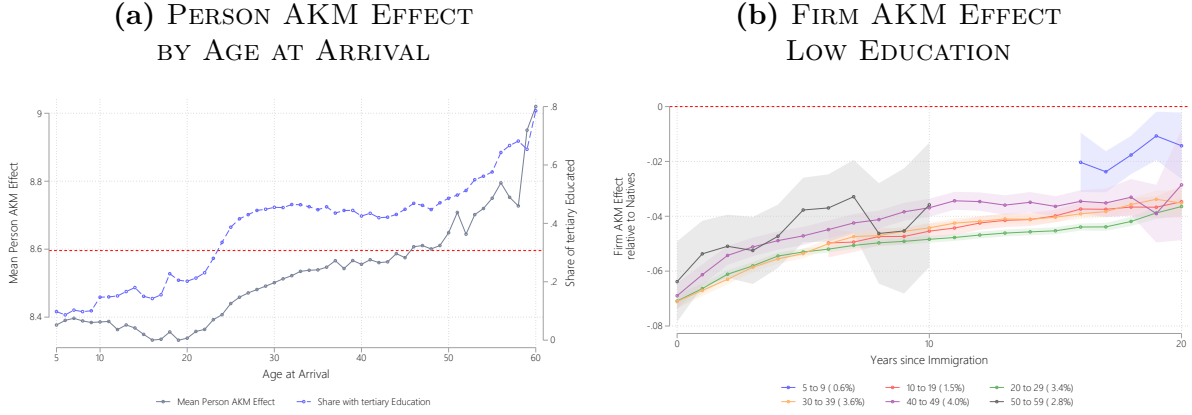 (a) PERSON AKM EFFECT
BY AGE AT ARRIVAL
Mean Person AKM Effect
9
8.8
8.6
8.4
.8
.6
.4
.2
0
Share of tertiary Educated
5
10
20
30
40
50
60
Age at Arrival
Mean Person AKM Effect
Share with tertiary Education
(b) FIRM AKM EFFECT
LOW EDUCATION
Firm AKM Effect
relative to Natives
0
-.02
-.04
-.06
-.08
0
10
20
Years since Immigration
5 to 9 ( 0.6%)
10 to 19 ( 1.5%)
20 to 29 ( 3.4%)
30 to 39 ( 3.6%)
40 to 49 ( 4.0%)
50 to 59 ( 2.8%)